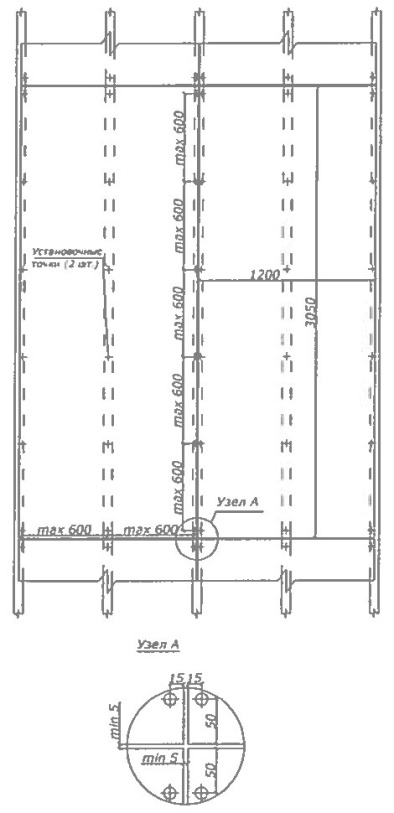 max 600
max 600
Установочные
точки (2 шт.)
1200
max 600
3050
max 600
max 600
Узел А
max 600
max 600
Узел А
15 15
min 5
50
min 5
50